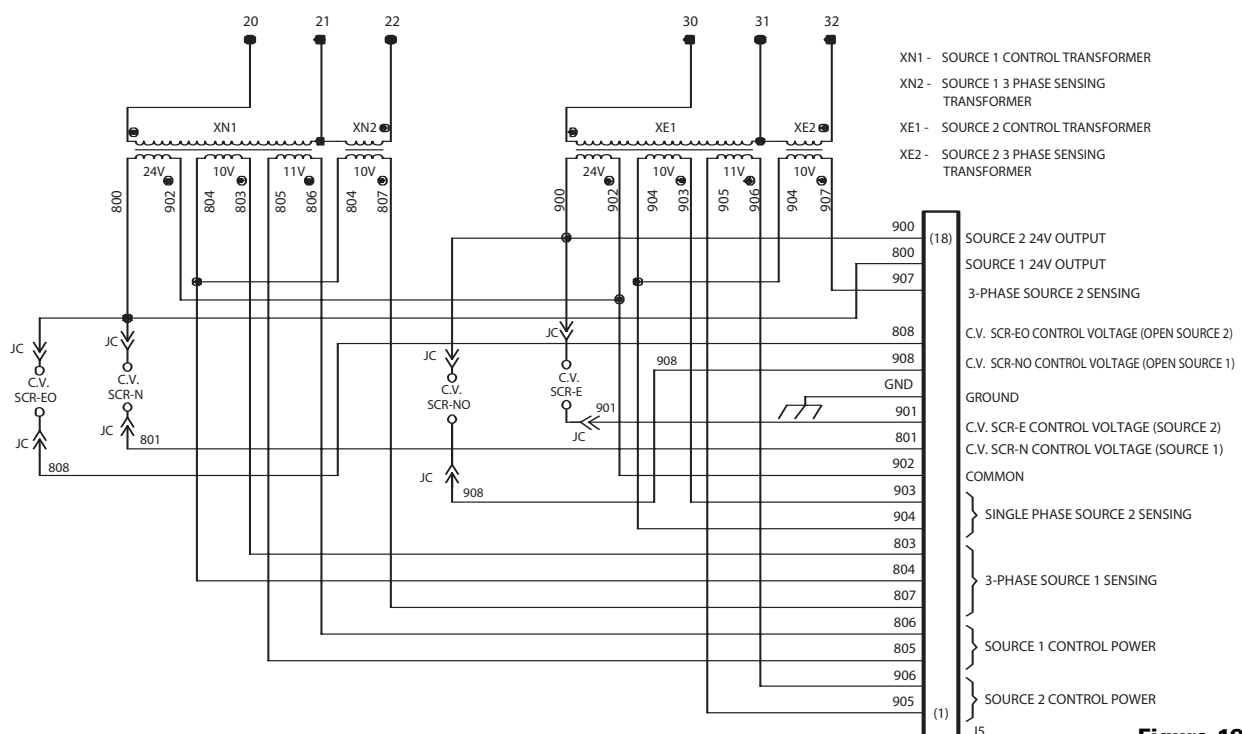 20 21 22 30 31 32
XN1 - SOURCE 1 CONTROL TRANSFORMER
XN2 - SOURCE 1 3 PHASE SENSING
TRANSFORMER
XE1 - SOURCE 2 CONTROL TRANSFORMER
XE2 - SOURCE 2 3 PHASE SENSING
TRANSFORMER
XN1 XN2 XE1 XE2
24V 10V 11V 10V 24V 10V 11V 10V
800 902 804 803 805 806 804 807 900 902 904 903 905 906 904 907
900 (18) SOURCE 2 24V OUTPUT
800 SOURCE 1 24V OUTPUT
907 3-PHASE SOURCE 2 SENSING
808 C.V. SCR-EO CONTROL VOLTAGE (OPEN SOURCE 2)
908 C.V. SCR-NO CONTROL VOLTAGE (OPEN SOURCE 1)
GND GROUND
901 C.V. SCR-E CONTROL VOLTAGE (SOURCE 2)
801 C.V. SCR-N CONTROL VOLTAGE (SOURCE 1)
902 COMMON
903
904 SINGLE PHASE SOURCE 2 SENSING
803
804 3-PHASE SOURCE 1 SENSING
807
806
805 SOURCE 1 CONTROL POWER
906
905 SOURCE 2 CONTROL POWER
(1)
J5
JC
C.V.
SCR-EO
JC
808
JC
C.V.
SCR-N
JC
801
JC
C.V.
SCR-NO
JC
908
908
JC
C.V.
SCR-E
901
JC